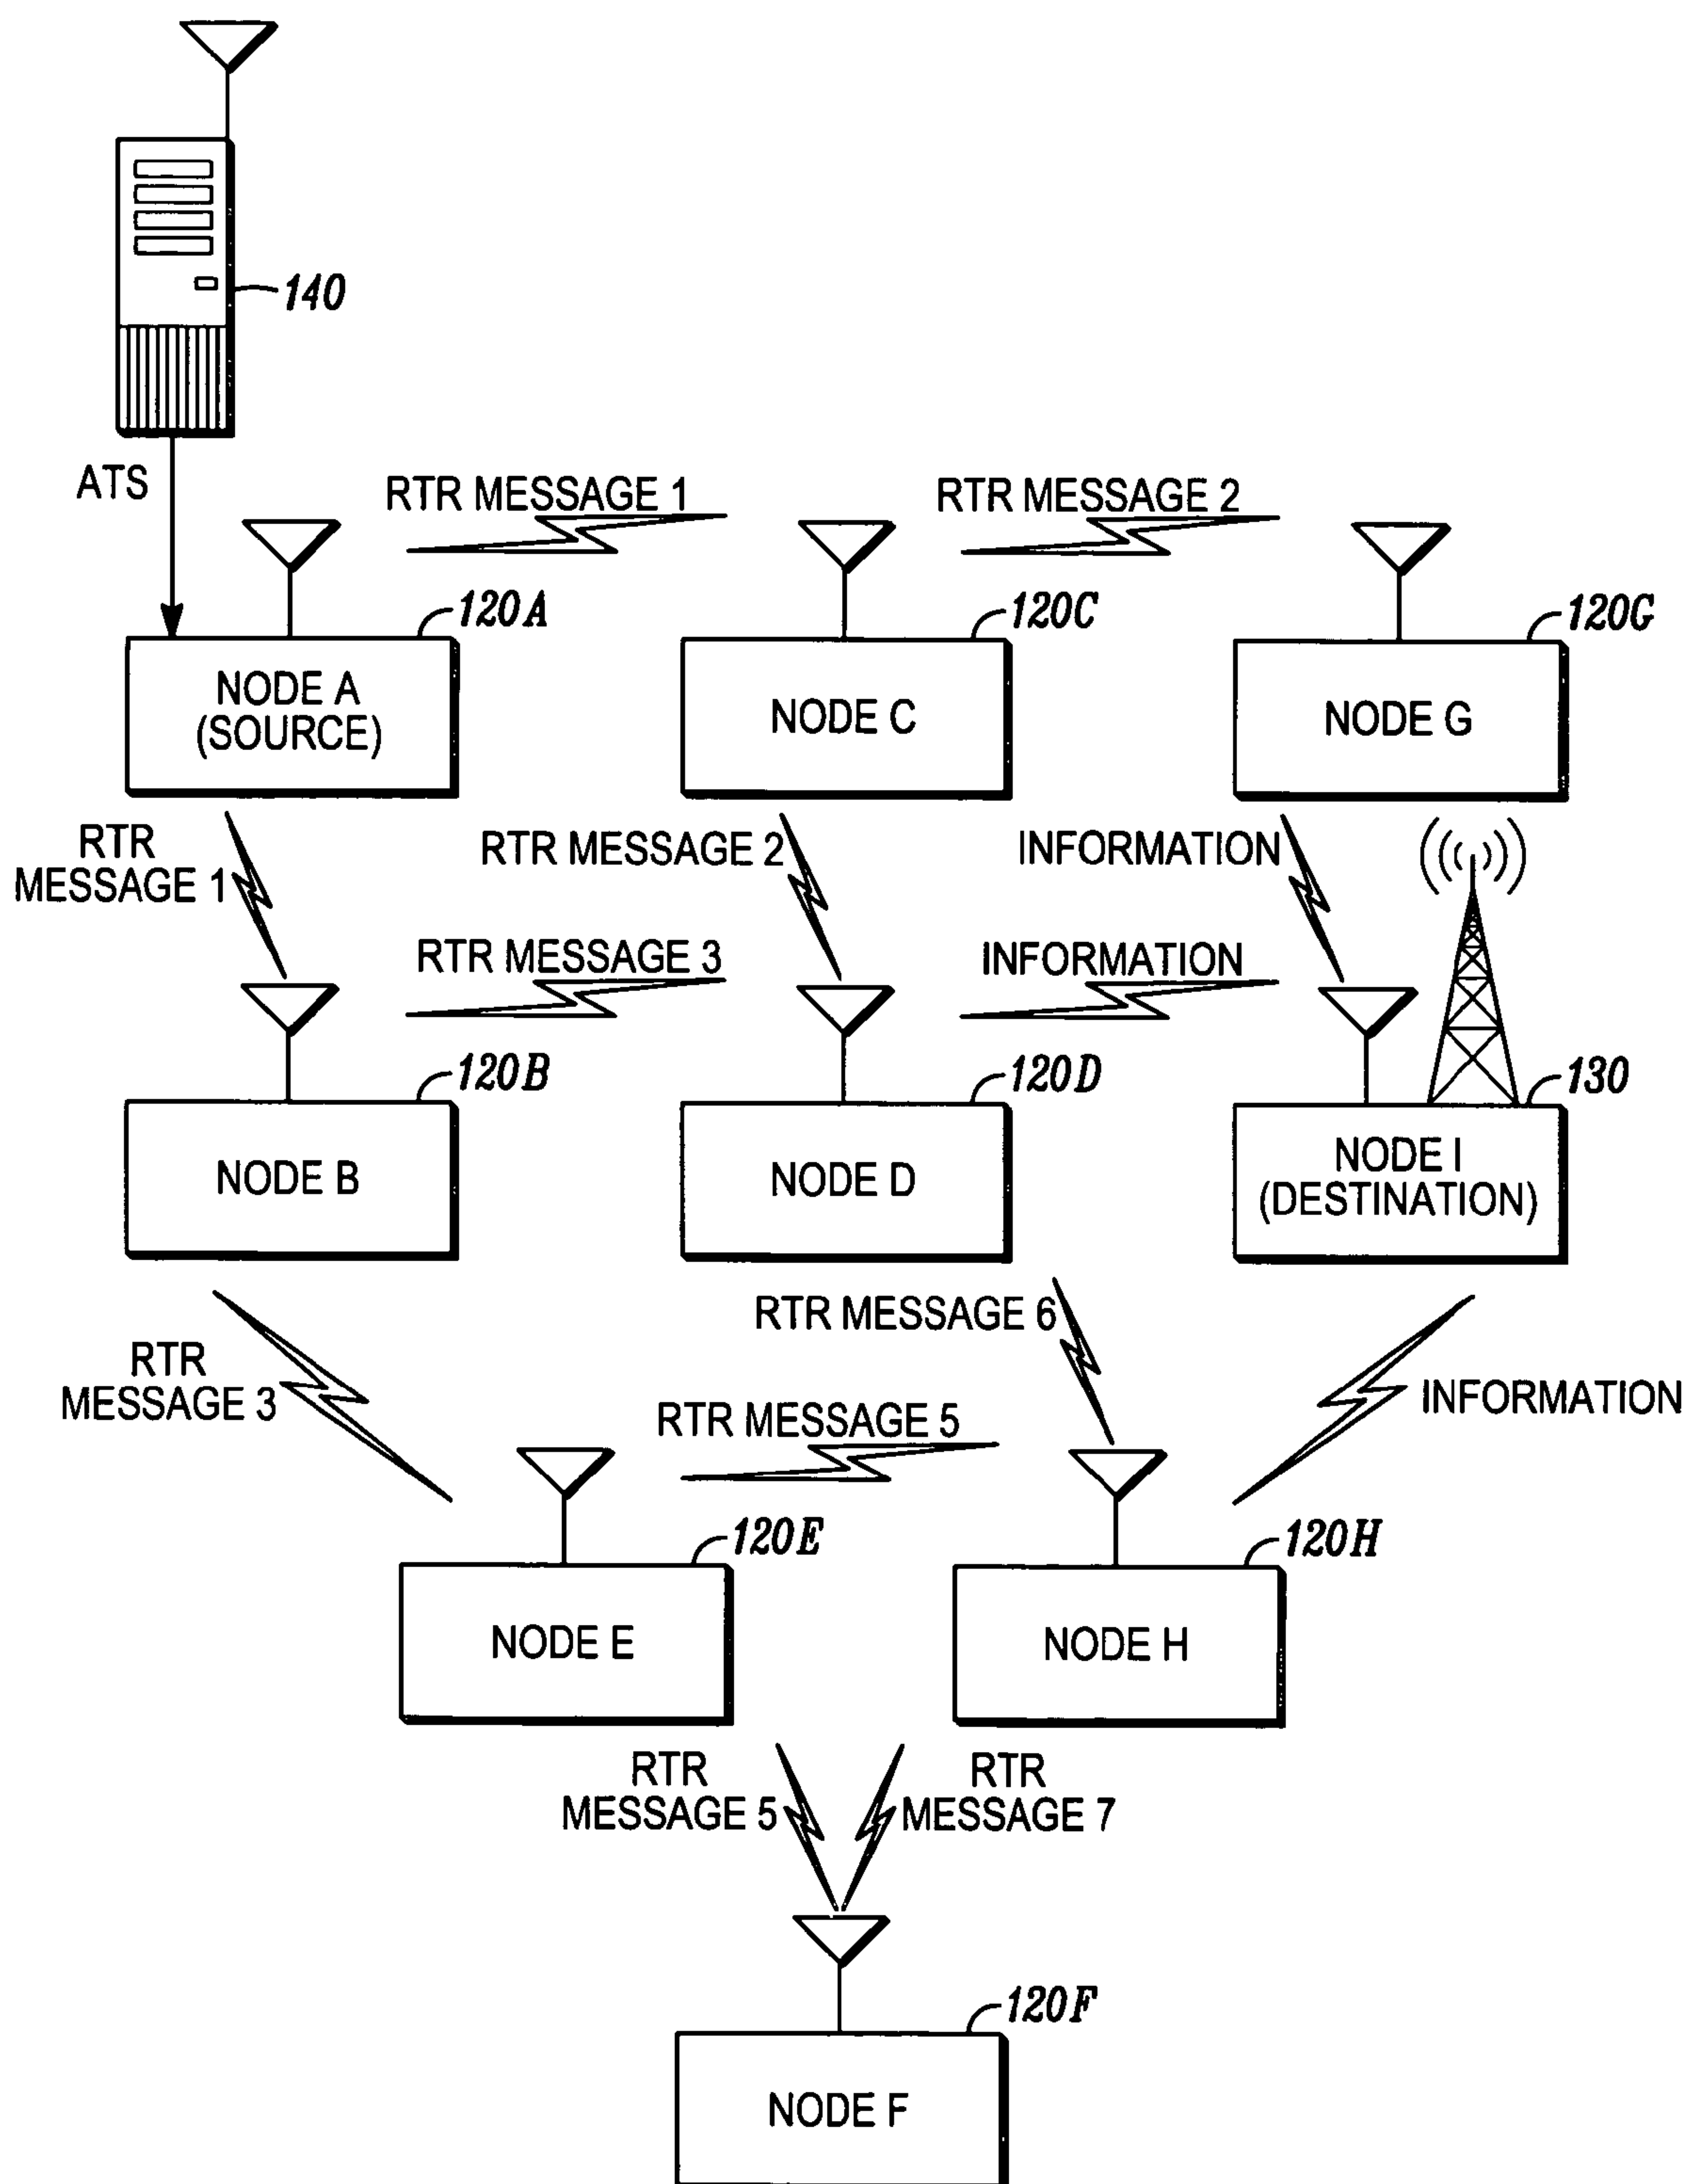 140
ATS
RTR MESSAGE 1
RTR MESSAGE 2
120A
120C
120G
NODE A
(SOURCE)
NODE C
NODE G
RTR
MESSAGE 1
RTR MESSAGE 2
INFORMATION
RTR MESSAGE 3
INFORMATION
120B
120D
130
NODE B
NODE D
NODE I
(DESTINATION)
RTR MESSAGE 6
RTR
MESSAGE 3
INFORMATION
RTR MESSAGE 5
120E
120H
NODE E
NODE H
RTR
MESSAGE 5
RTR
MESSAGE 7
120F
NODE F